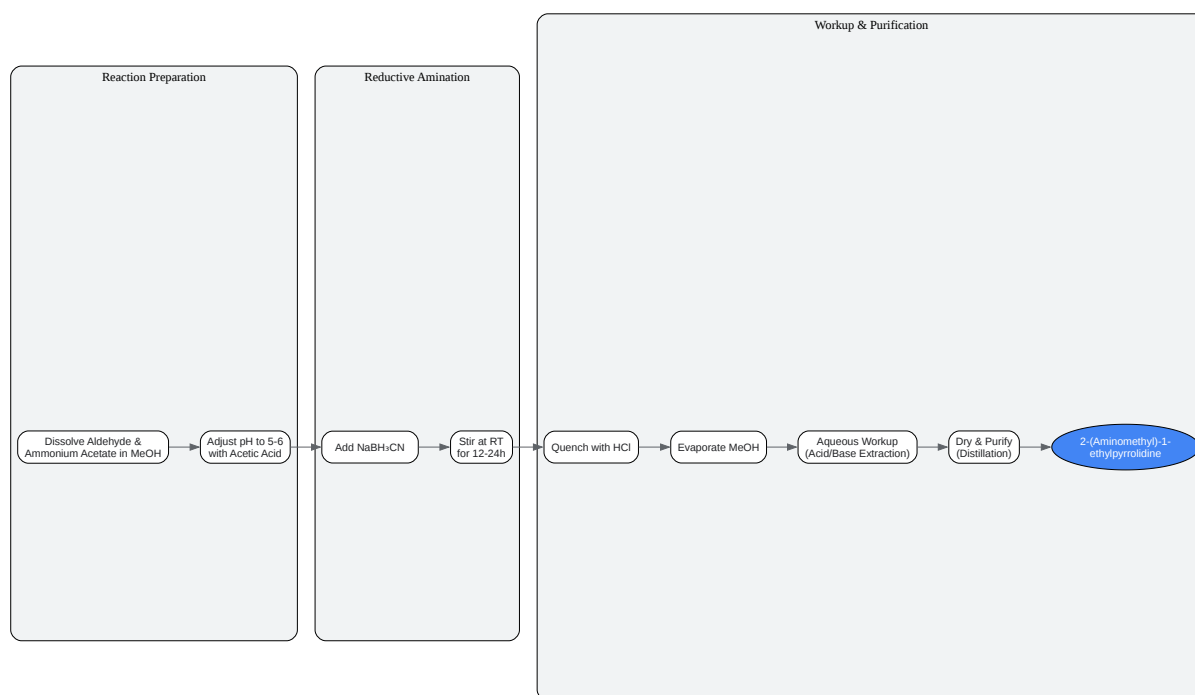 Workup & Purification
Reaction Preparation
Reductive Amination
Dissolve Aldehyde &
Ammonium Acetate in MeOH
Adjust pH to 5-6
with Acetic Acid
Add NaBH₃CN
Stir at RT
for 12-24h
Quench with HCl
Evaporate MeOH
Aqueous Workup
(Acid/Base Extraction)
Dry & Purify
(Distillation)
2-(Aminomethyl)-1-
ethylpyrrolidine